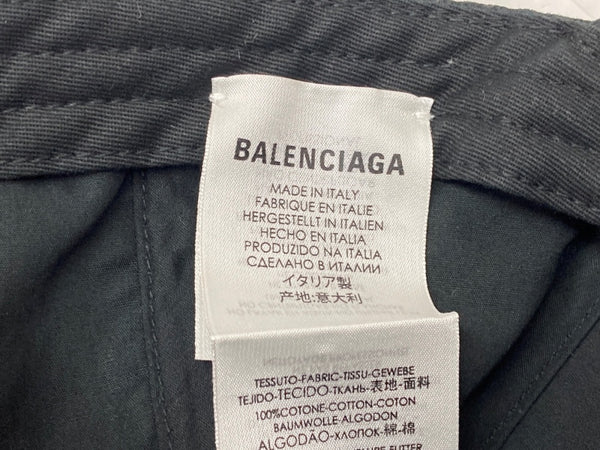 BALENCIAGA
MADE IN ITALY
FABRIQUE EN ITALIE
HERGESTELLT IN ITALIEN
HECHO EN ITALIA
PRODUZIDO NA ITALIA
СДЕЛАНО В ИТАЛИИ
イタリア製
产地:意大利
TESSUTO-FABRIC-TISSU-GEWEBE
TEJIDO-TECIDO-ТКАНЬ-表地-面料
100%COTONE-COTTON-COTON
BAUMWOLLE-ALGODON
ALGODÃO-ХЛОПОК-綿-棉